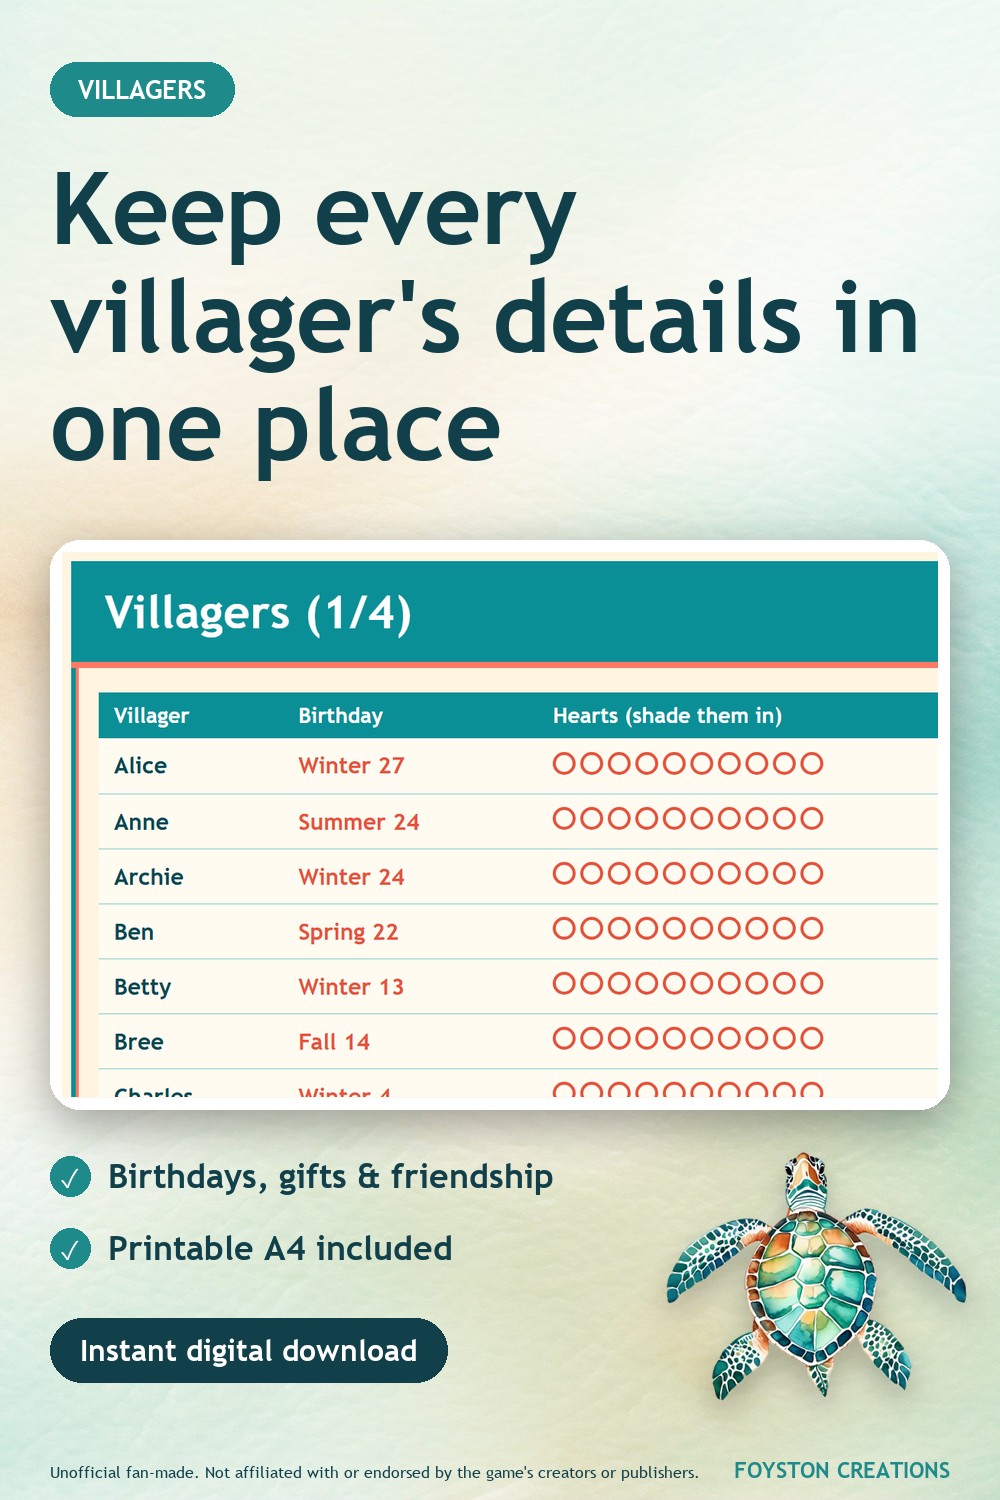 VILLAGERS
Keep every
villager's details in
one place
Villagers (1/4)
Villager Birthday Hearts (shade them in)
Alice Winter 27
Anne Summer 24
Archie Winter 24
Ben Spring 22
Betty Winter 13
Bree Fall 14
Charles Winter 4
✓ Birthdays, gifts & friendship
✓ Printable A4 included
Instant digital download
Unofficial fan-made. Not affiliated with or endorsed by the game's creators or publishers. FOYSTON CREATIONS